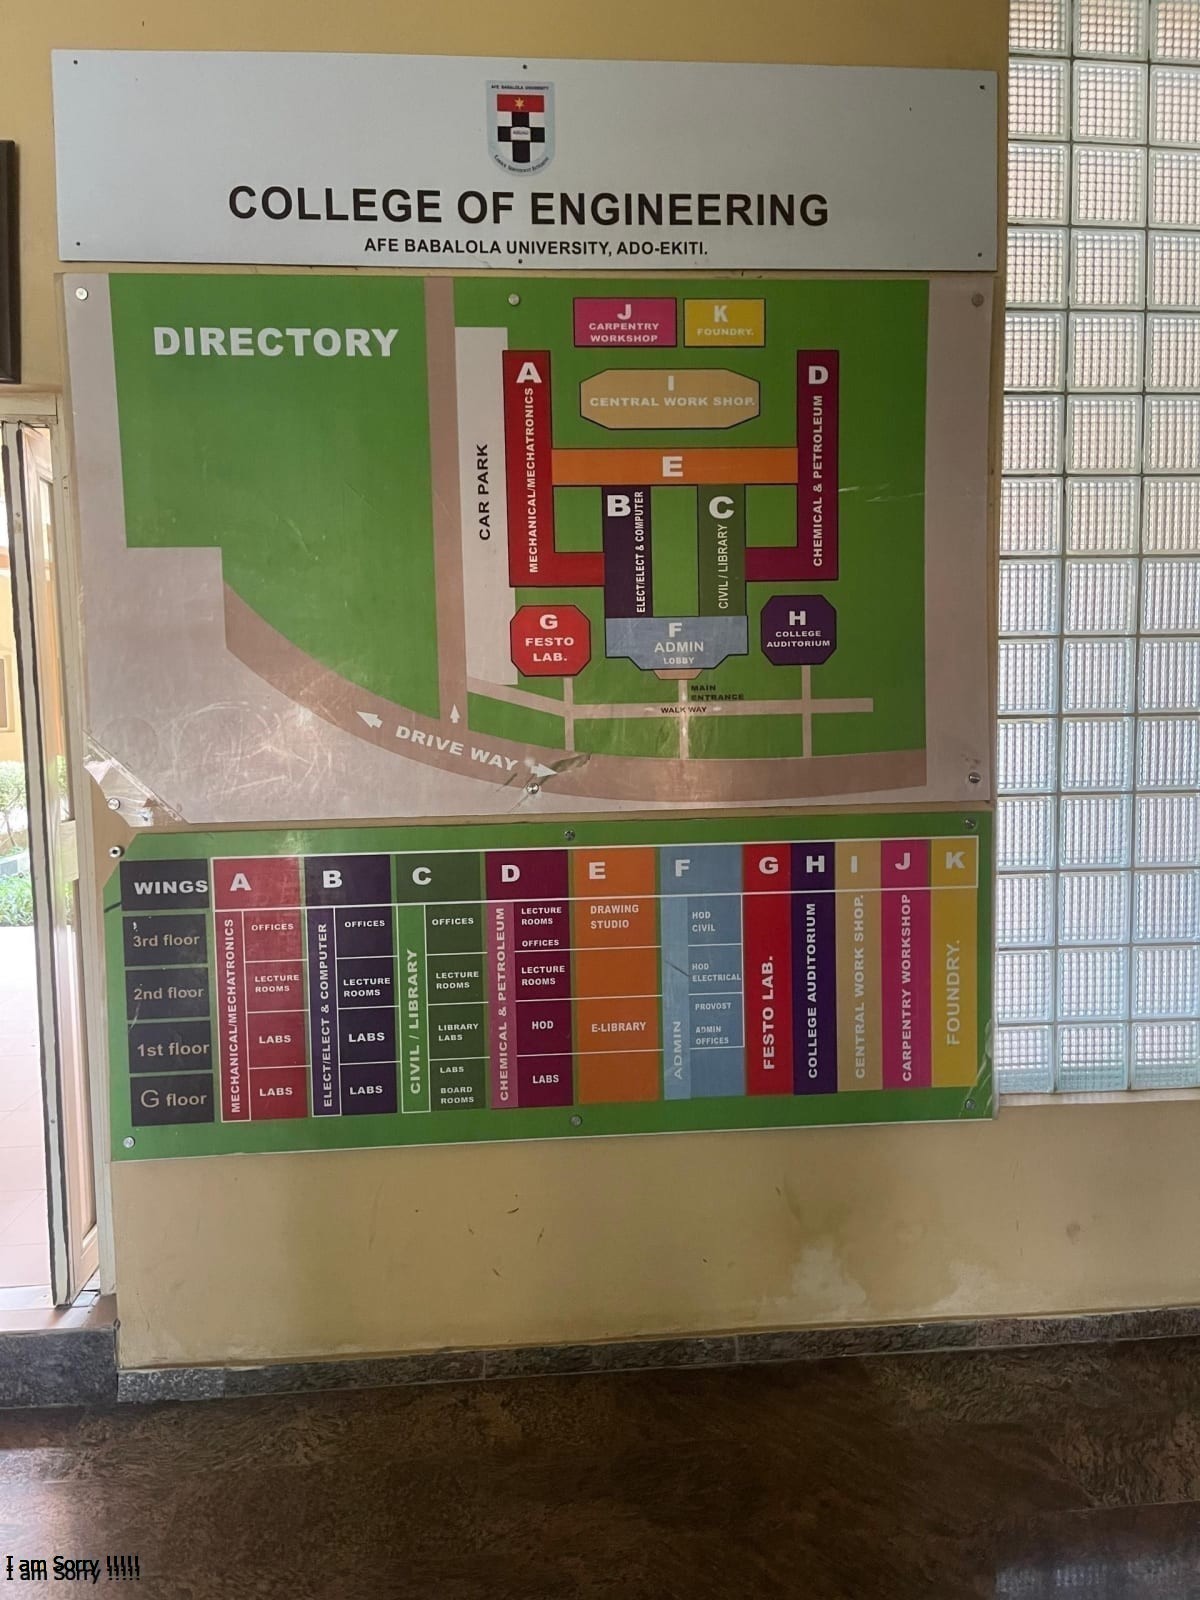 AFE BABALOLA UNIVERSITY
COLLEGE OF ENGINEERING
AFE BABALOLA UNIVERSITY, ADO-EKITI.
DIRECTORY
J
CARPENTRY
WORKSHOP
K
FOUNDRY.
A
MECHANICAL/MECHATRONICS
I
CENTRAL WORK SHOP.
D
CHEMICAL & PETROLEUM
CAR PARK
E
B
ELECT/ELECT & COMPUTER
C
CIVIL / LIBRARY
G
FESTO
LAB.
F
ADMIN
LOBBY
H
COLLEGE
AUDITORIUM
MAIN
ENTRANCE
WALK WAY
DRIVE WAY
WINGS A B C D E F G H I J K
3rd floor
2nd floor
1st floor
G floor
MECHANICAL/MECHATRONICS
OFFICES
LECTURE
ROOMS
LABS
LABS
ELECT/ELECT & COMPUTER
OFFICES
LECTURE
ROOMS
LABS
LABS
CIVIL / LIBRARY
OFFICES
LECTURE
ROOMS
LIBRARY
LABS
LABS
BOARD
ROOMS
CHEMICAL & PETROLEUM
LECTURE
ROOMS
OFFICES
LECTURE
ROOMS
HOD
LABS
DRAWING
STUDIO
E-LIBRARY
ADMIN
HOD
CIVIL
HOD
ELECTRICAL
PROVOST
ADMIN
OFFICES
FESTO LAB.
COLLEGE AUDITORIUM
CENTRAL WORK SHOP.
CARPENTRY WORKSHOP
FOUNDRY.
I am Sorry !!!!!
I am Sorry !!!!!